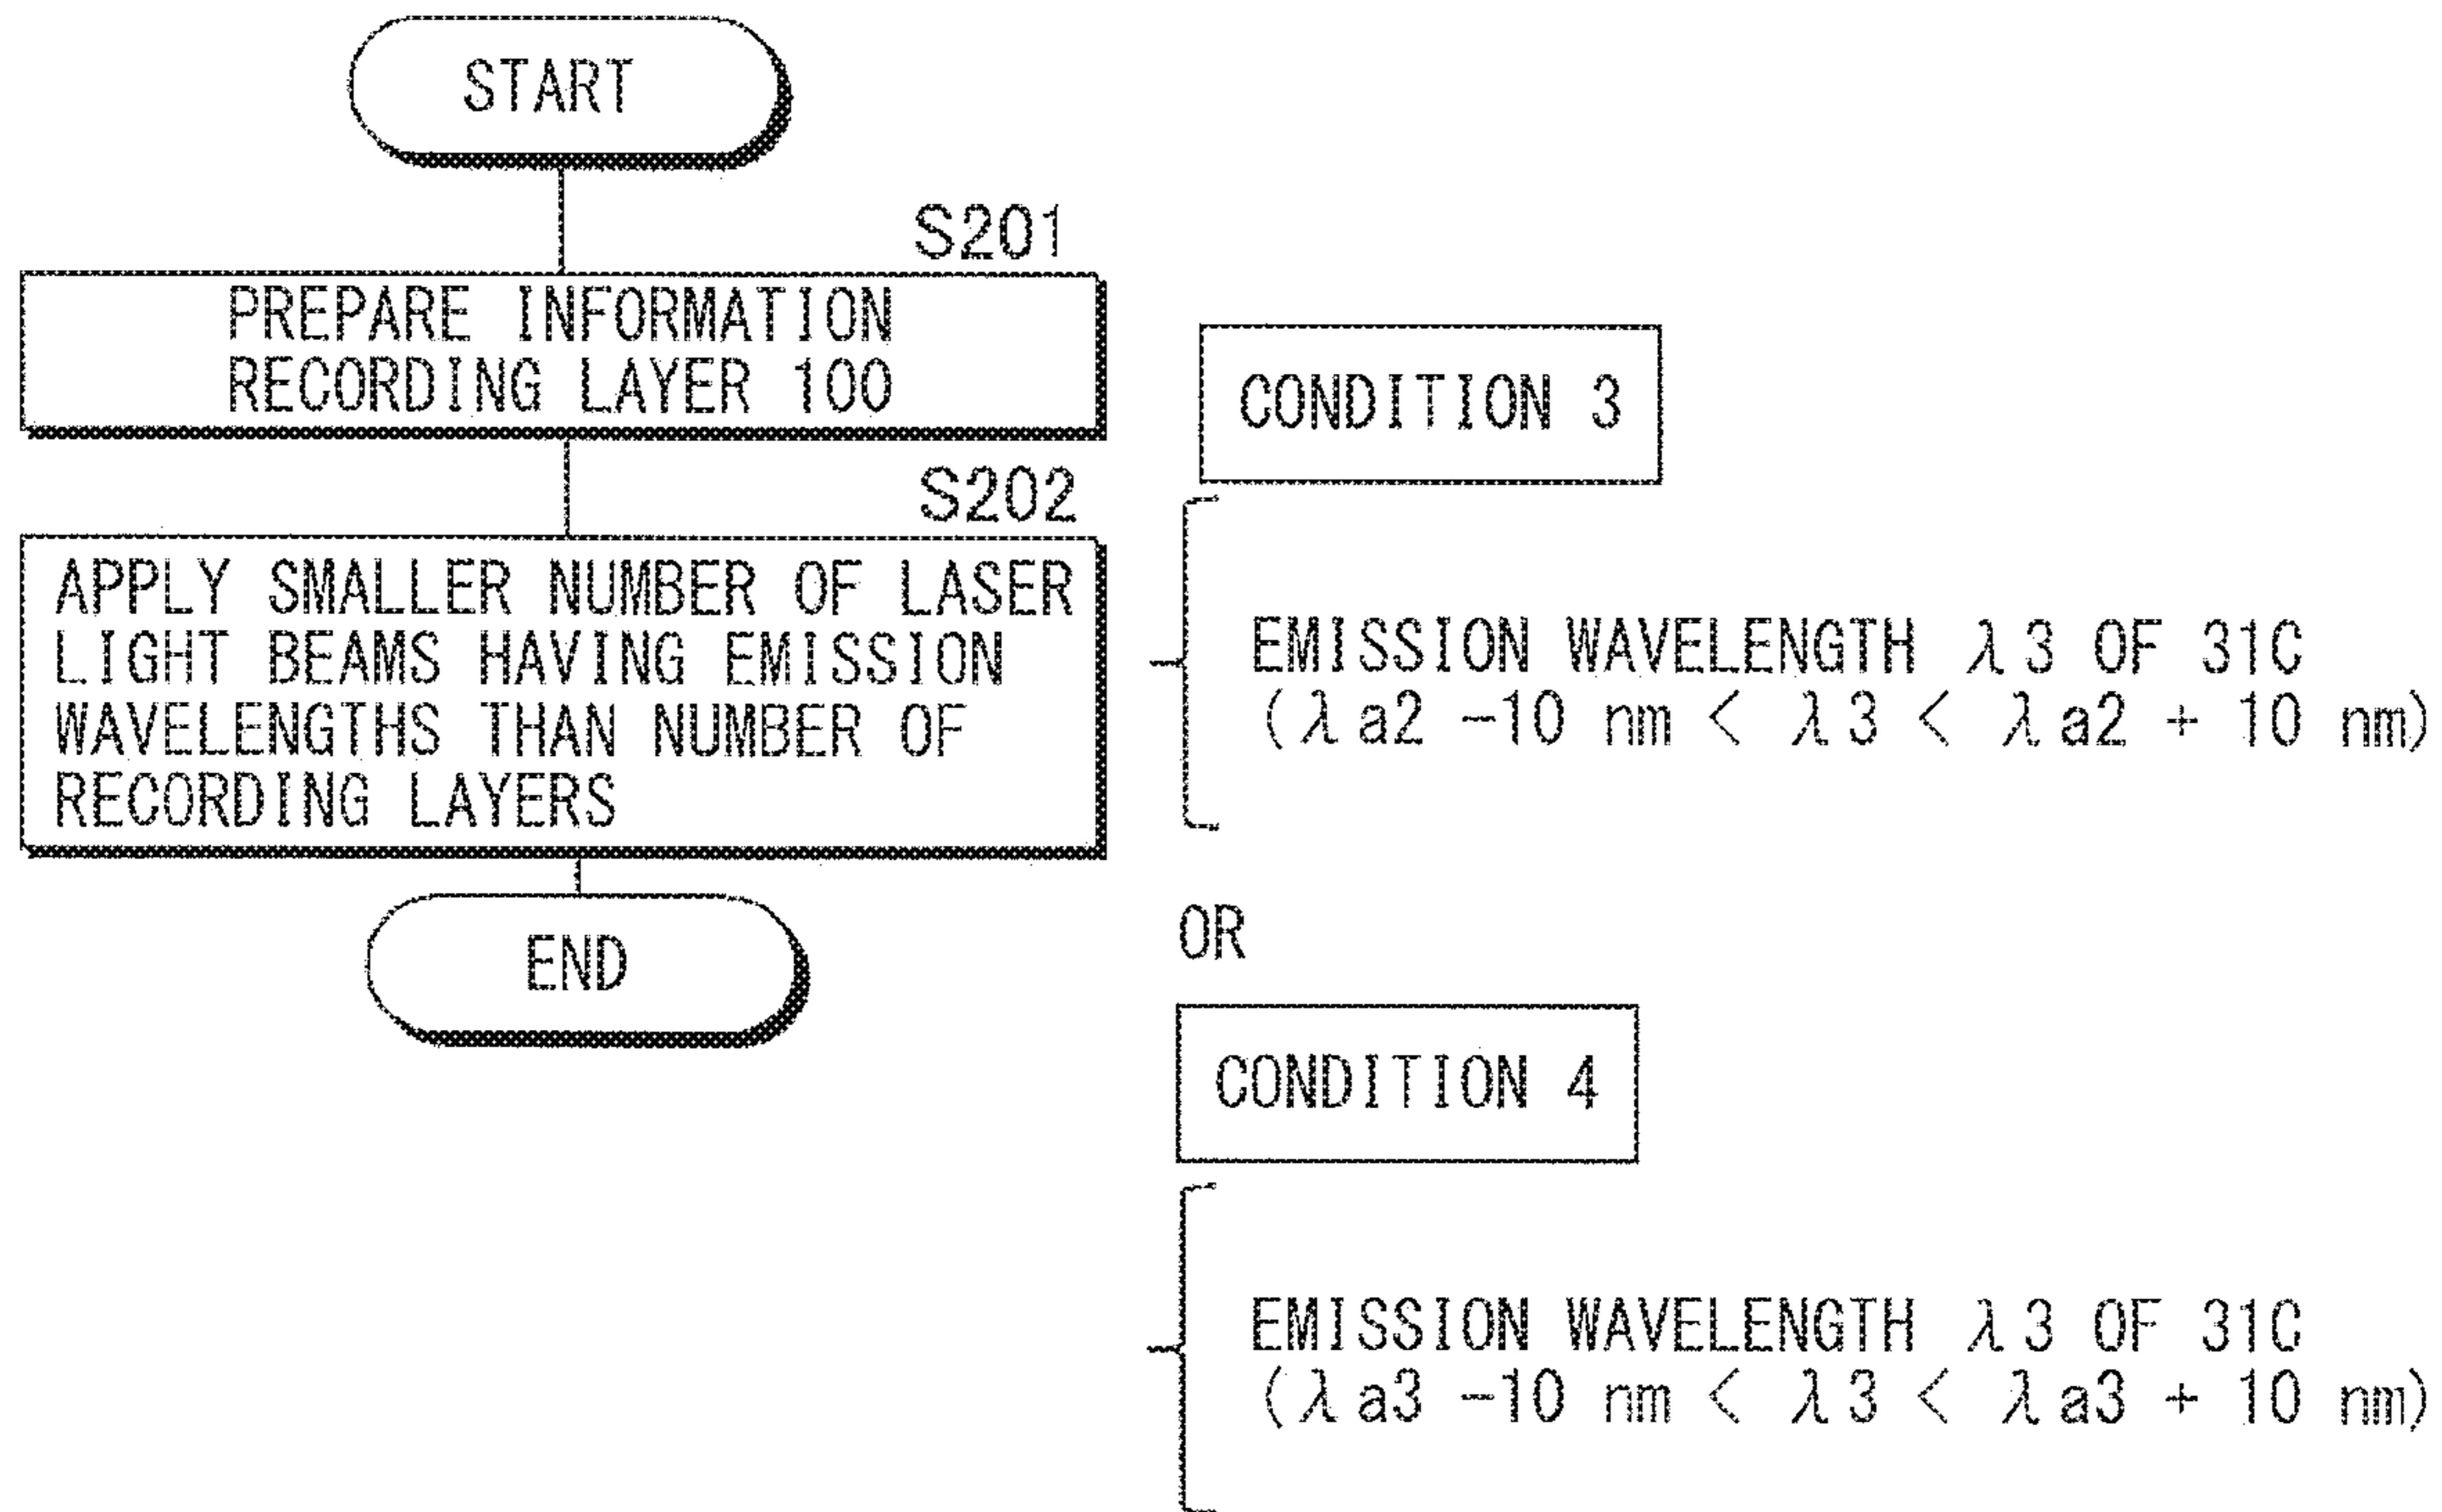 START
S201
PREPARE INFORMATION
RECORDING LAYER 100
S202
APPLY SMALLER NUMBER OF LASER
LIGHT BEAMS HAVING EMISSION
WAVELENGTHS THAN NUMBER OF
RECORDING LAYERS
END
CONDITION 3
EMISSION WAVELENGTH λ3 OF 31C
(λa2 -10 nm < λ3 < λa2 + 10 nm)
OR
CONDITION 4
EMISSION WAVELENGTH λ3 OF 31C
(λa3 -10 nm < λ3 < λa3 + 10 nm)